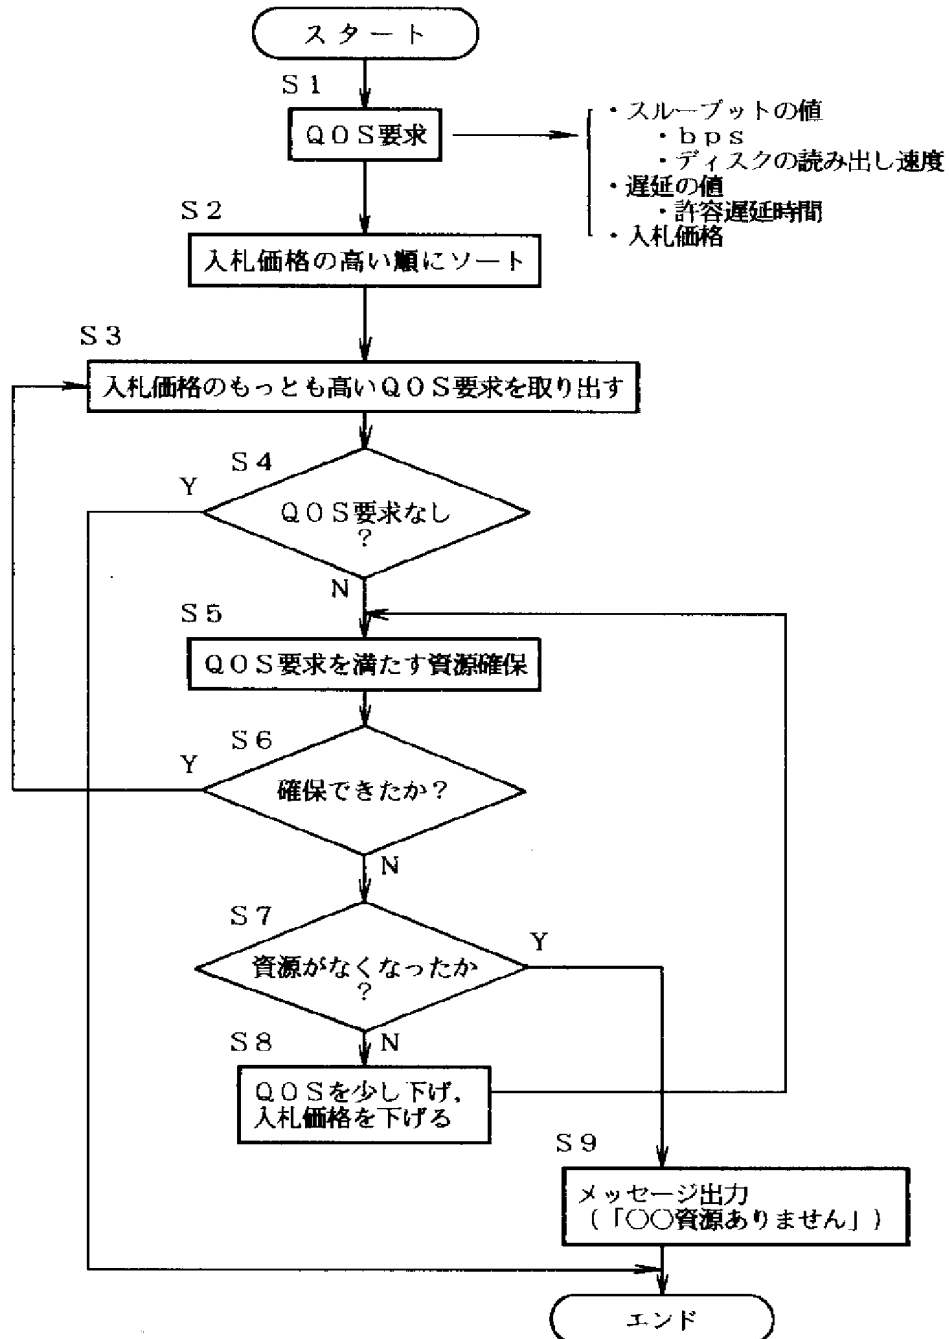 スタート
S1
QOS要求
・スループットの値
・bps
・ディスクの読み出し速度
・遅延の値
・許容遅延時間
・入札価格
S2
入札価格の高い順にソート
S3
入札価格のもっとも高いQOS要求を取り出す
S4
Y
QOS要求なし
?
N
S5
QOS要求を満たす資源確保
S6
Y
確保できたか?
N
S7
Y
資源がなくなったか
?
N
S8
QOSを少し下げ,
入札価格を下げる
S9
メッセージ出力
(「○○資源ありません」)
エンド